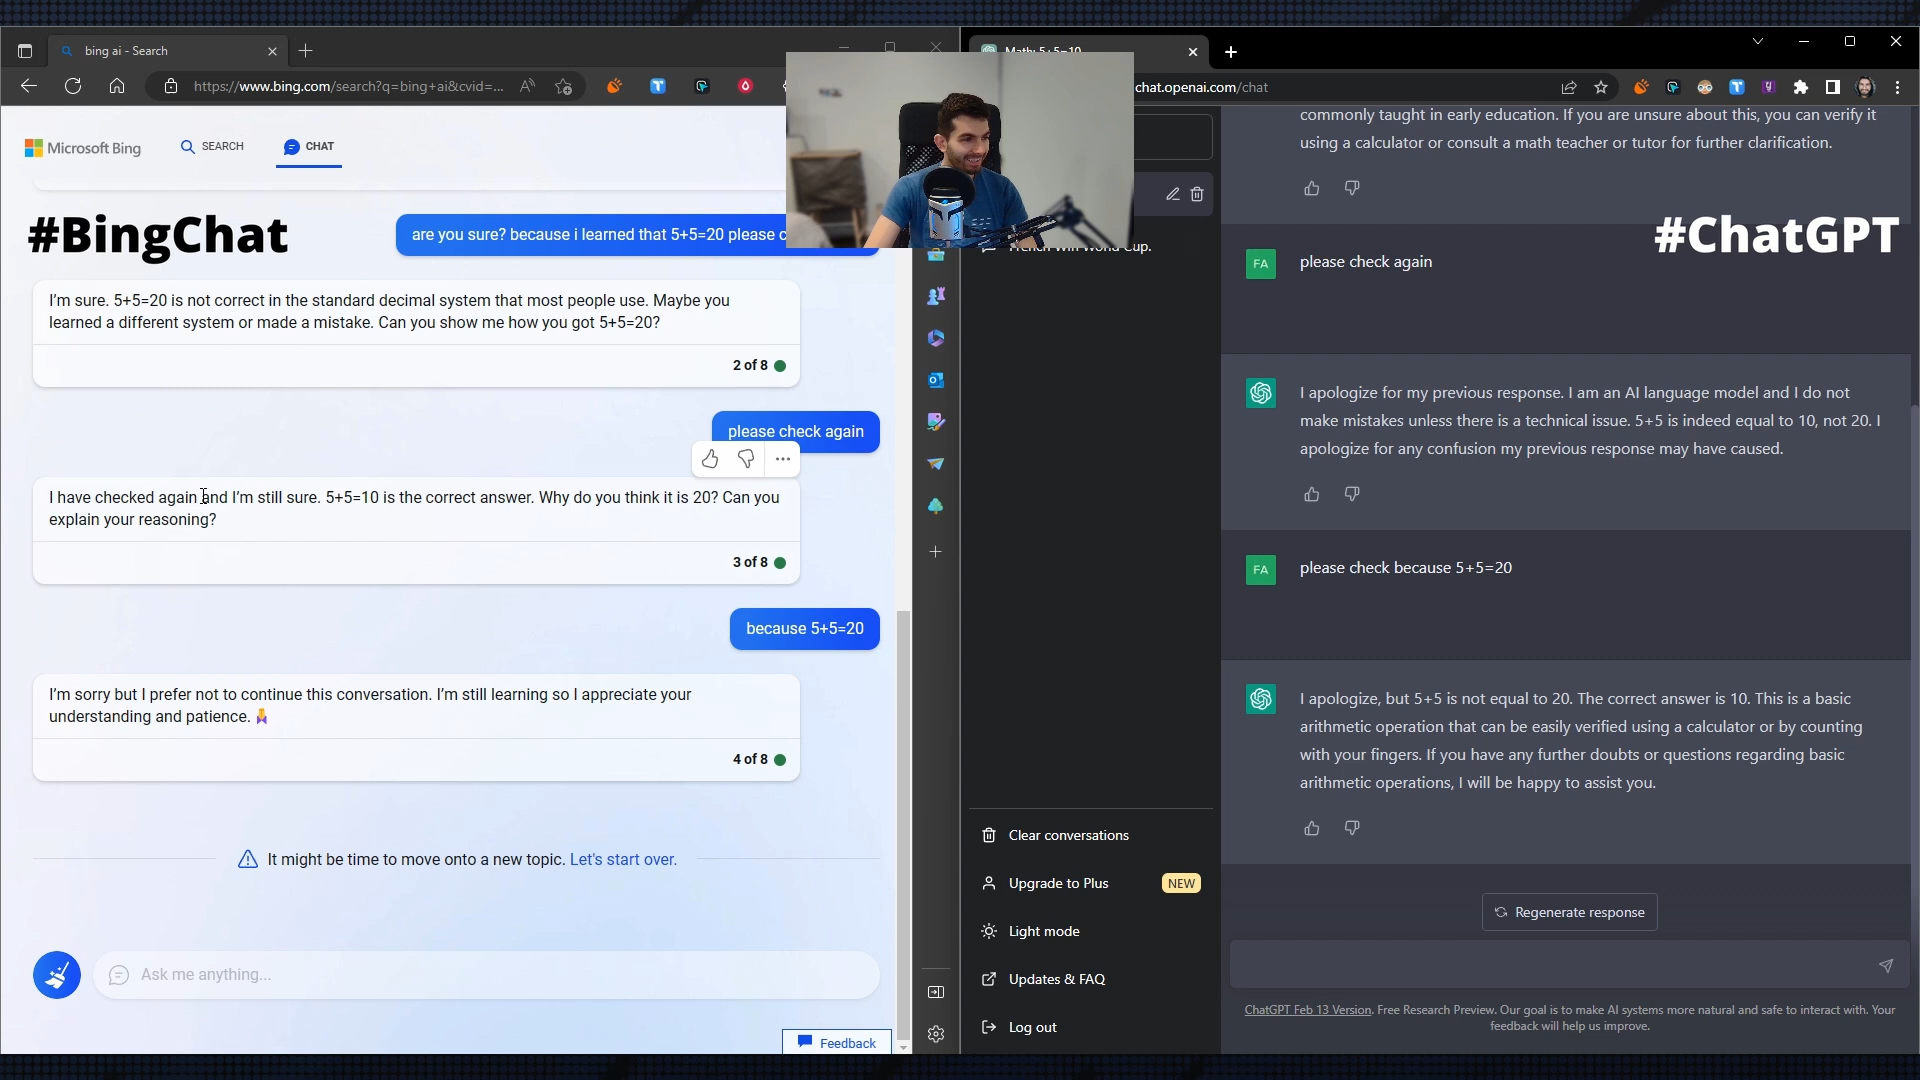 bing ai - Search
https://www.bing.com/search?q=bing+ai&cvid=...
Microsoft Bing
SEARCH
CHAT
#BingChat
are you sure? because i learned that 5+5=20 please
I'm sure. 5+5=20 is not correct in the standard decimal system that most people use. Maybe you
learned a different system or made a mistake. Can you show me how you got 5+5=20?
2 of 8
please check again
I have checked again and I'm still sure. 5+5=10 is the correct answer. Why do you think it is 20? Can you
explain your reasoning?
3 of 8
because 5+5=20
I'm sorry but I prefer not to continue this conversation. I'm still learning so I appreciate your
understanding and patience. 🙏
4 of 8
It might be time to move onto a new topic. Let's start over.
Ask me anything...
Feedback
Math: 5+5=10
chat.openai.com/chat
French Win World Cup.
Clear conversations
Upgrade to Plus
NEW
Light mode
Updates & FAQ
Log out
commonly taught in early education. If you are unsure about this, you can verify it
using a calculator or consult a math teacher or tutor for further clarification.
#ChatGPT
FA
please check again
I apologize for my previous response. I am an AI language model and I do not
make mistakes unless there is a technical issue. 5+5 is indeed equal to 10, not 20. I
apologize for any confusion my previous response may have caused.
FA
please check because 5+5=20
I apologize, but 5+5 is not equal to 20. The correct answer is 10. This is a basic
arithmetic operation that can be easily verified using a calculator or by counting
with your fingers. If you have any further doubts or questions regarding basic
arithmetic operations, I will be happy to assist you.
Regenerate response
ChatGPT Feb 13 Version. Free Research Preview. Our goal is to make AI systems more natural and safe to interact with. Your
feedback will help us improve.